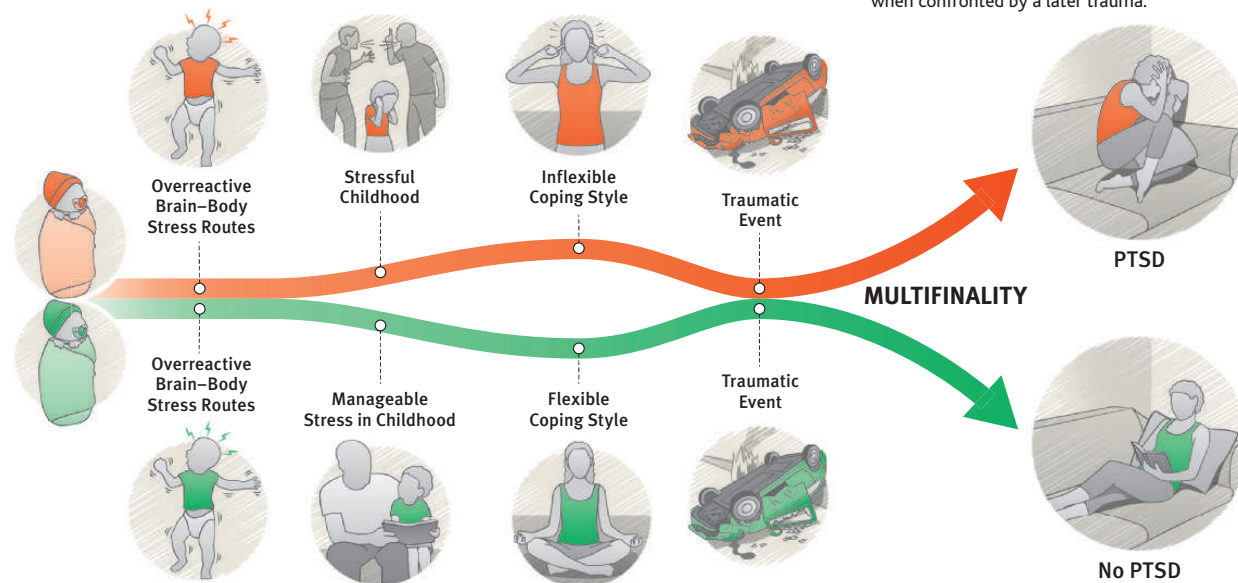 when confronted by a later trauma.
Overreactive
Brain–Body
Stress Routes
Stressful
Childhood
Inflexible
Coping Style
Traumatic
Event
PTSD
MULTIFINALITY
Overreactive
Brain–Body
Stress Routes
Manageable
Stress in Childhood
Flexible
Coping Style
Traumatic
Event
No PTSD